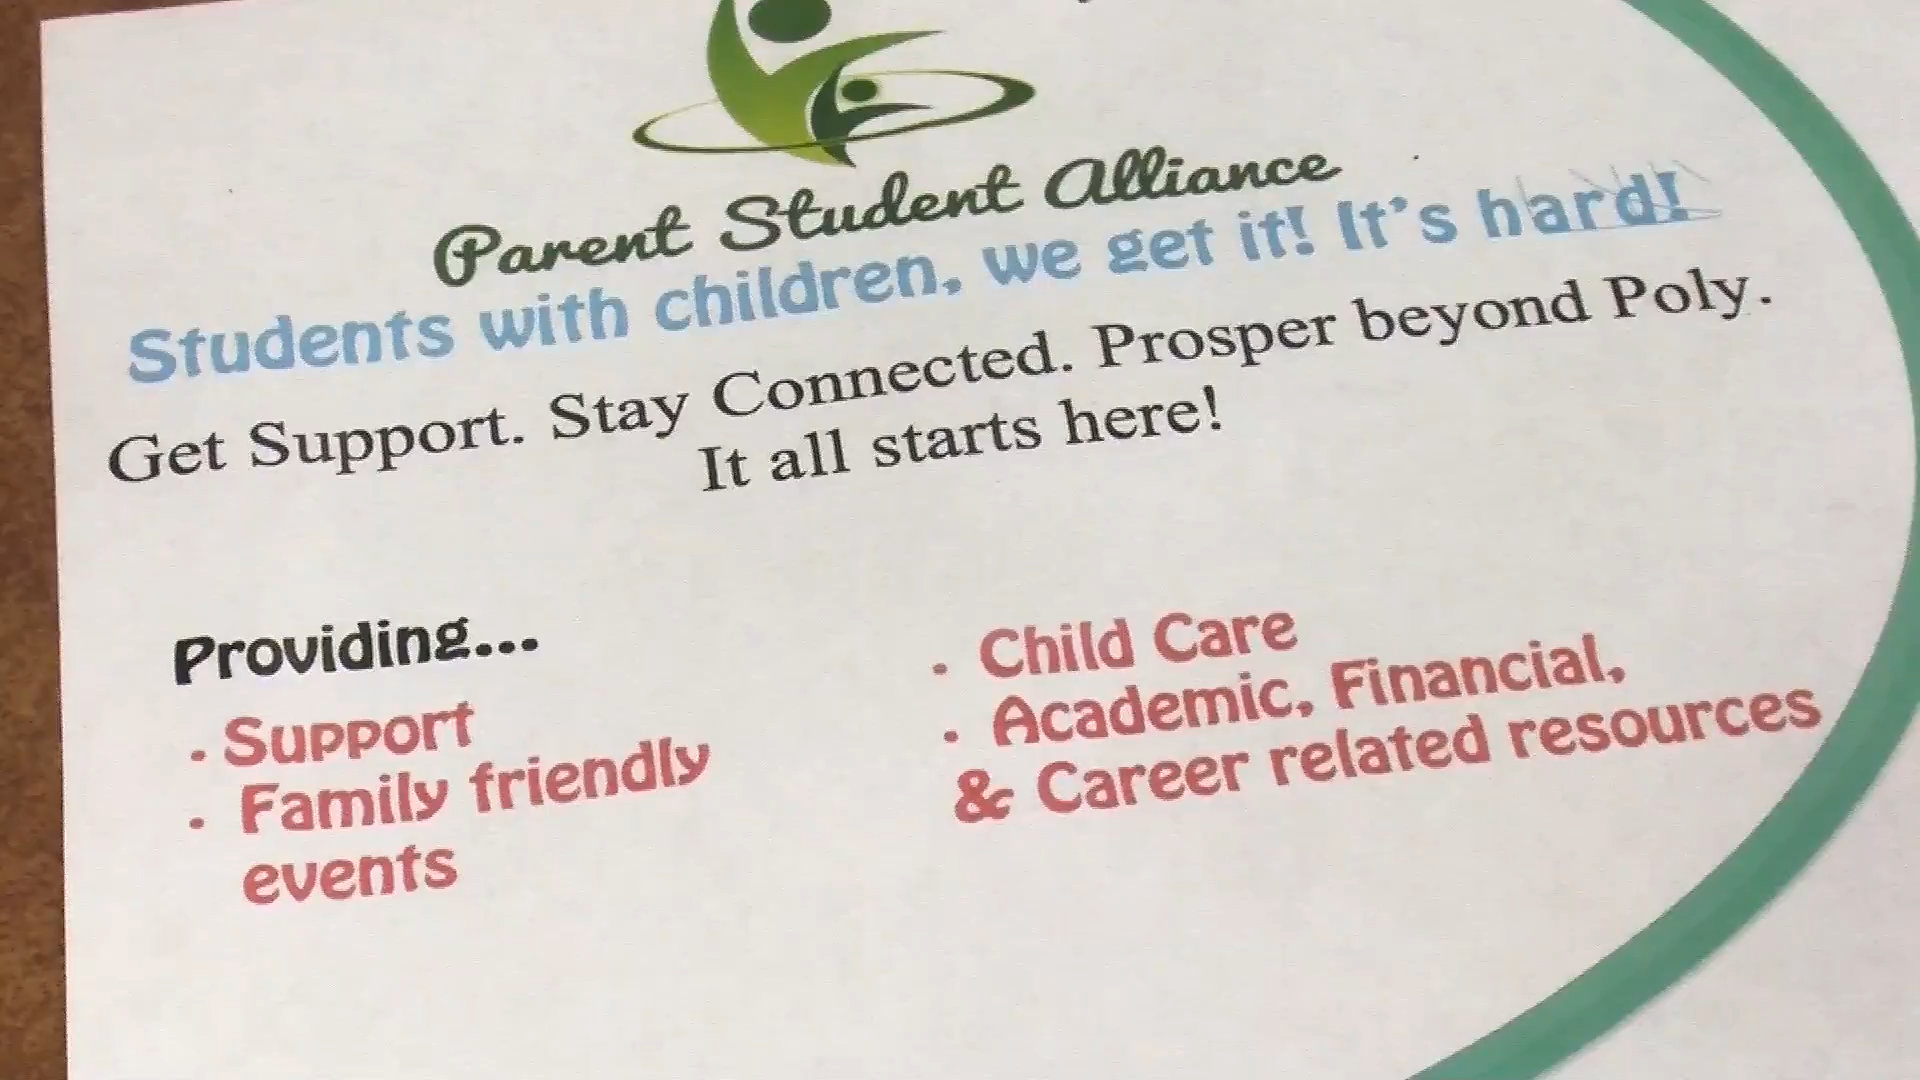 Parent Student Alliance
Students with children, we get it! It's hard!
Get Support. Stay Connected. Prosper beyond Poly.
It all starts here!
Providing...
• Support
• Family friendly
events
• Child Care
• Academic, Financial,
& Career related resources